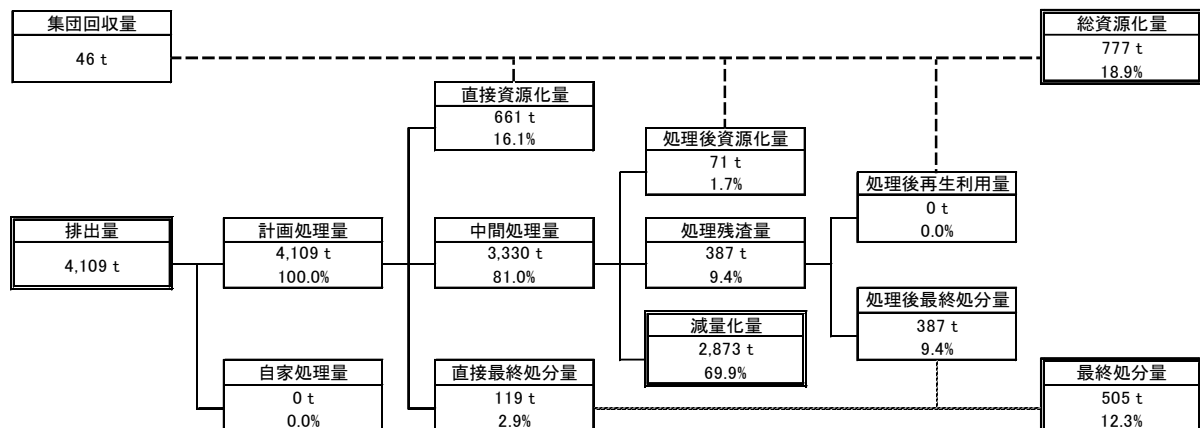 集団回収量
46 t
総資源化量
777 t
18.9%
直接資源化量
661 t
16.1%
処理後資源化量
71 t
1.7%
処理後再生利用量
0 t
0.0%
排出量
4,109 t
計画処理量
4,109 t
100.0%
中間処理量
3,330 t
81.0%
処理残渣量
387 t
9.4%
処理後最終処分量
387 t
9.4%
減量化量
2,873 t
69.9%
自家処理量
0 t
0.0%
直接最終処分量
119 t
2.9%
最終処分量
505 t
12.3%